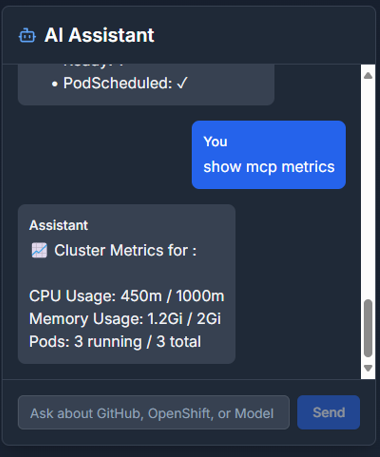 AI Assistant
• PodScheduled: ✓
You
show mcp metrics
Assistant
📈 Cluster Metrics for :
CPU Usage: 450m / 1000m
Memory Usage: 1.2Gi / 2Gi
Pods: 3 running / 3 total
Ask about GitHub, OpenShift, or Model
Send